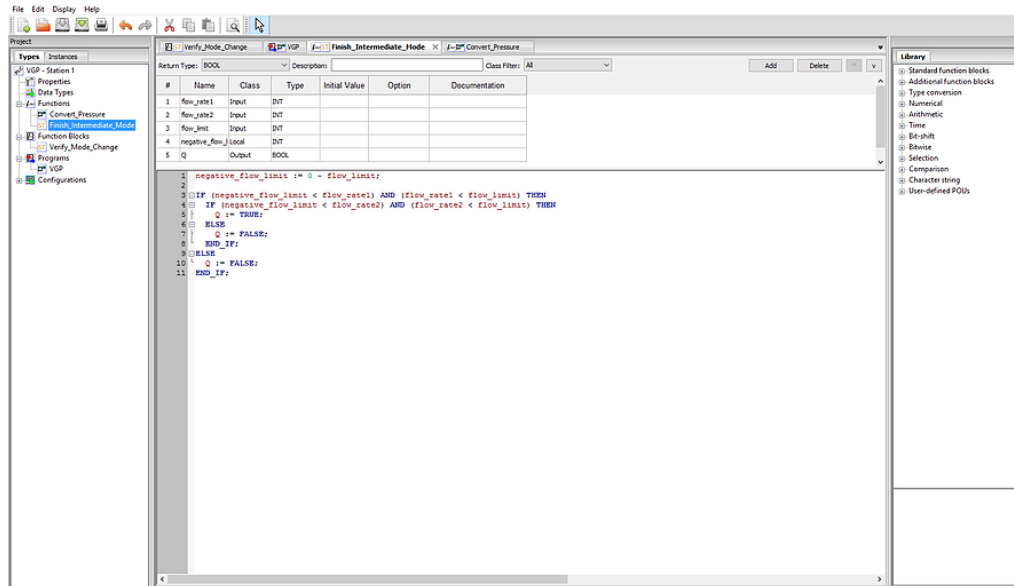 File Edit Display Help
Project
Types Instances
VGP - Station 1
Properties
Data Types
Functions
Convert_Pressure
ST Finish_Intermediate_Mode
Function Blocks
ST Verify_Mode_Change
Programs
VGP
Configurations
ST Verify_Mode_Change VGP ST Finish_Intermediate_Mode Convert_Pressure
Return Type: BOOL Description: Class Filter: All Add Delete
# Name Class Type Initial Value Option Documentation
1 flow_rate1 Input INT
2 flow_rate2 Input INT
3 flow_limit Input INT
4 negative_flow_l Local INT
5 Q Output BOOL
1 negative_flow_limit := 0 - flow_limit;
2
3 IF (negative_flow_limit < flow_rate1) AND (flow_rate1 < flow_limit) THEN
4 IF (negative_flow_limit < flow_rate2) AND (flow_rate2 < flow_limit) THEN
5 Q := TRUE;
6 ELSE
7 Q := FALSE;
8 END_IF;
9 ELSE
10 Q := FALSE;
11 END_IF;
Library
Standard function blocks
Additional function blocks
Type conversion
Numerical
Arithmetic
Time
Bit-shift
Bitwise
Selection
Comparison
Character string
User-defined POUs